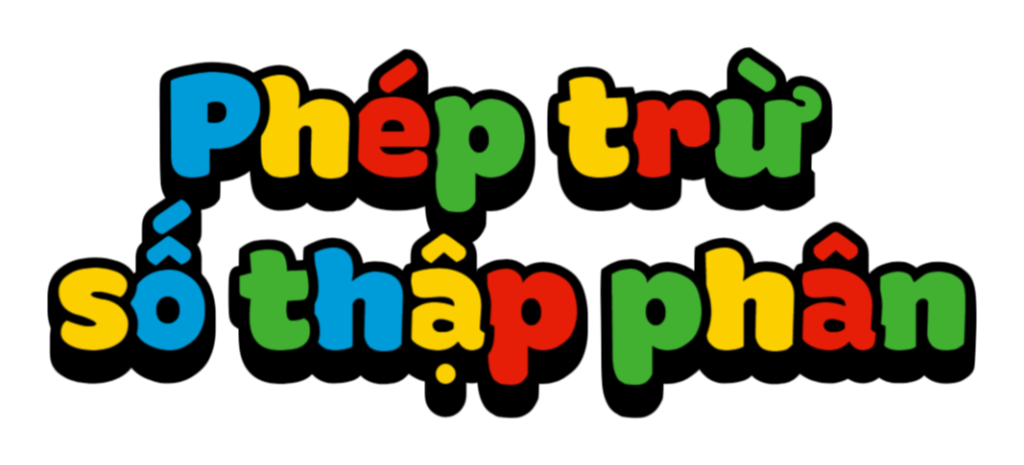 Phép trừ
số thập phân